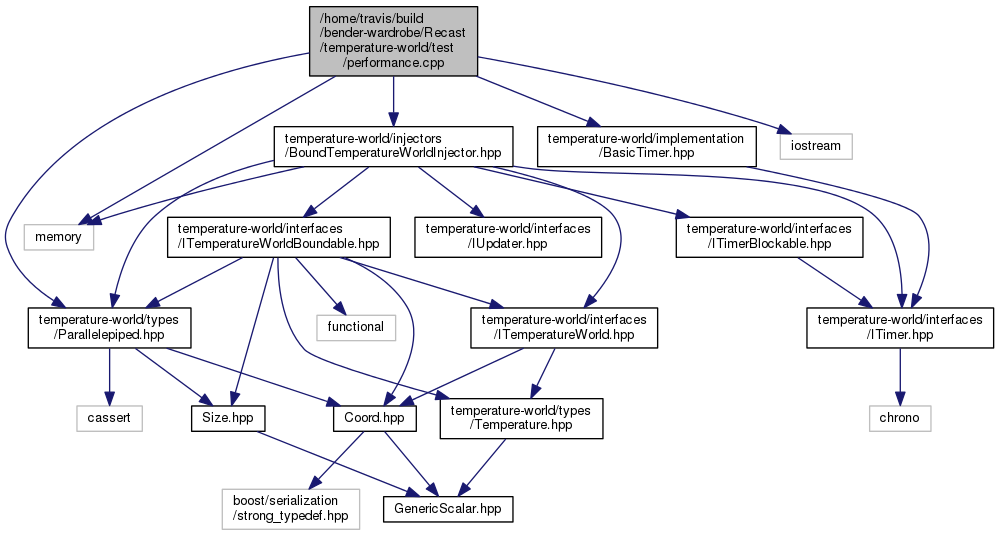 /home/travis/build
/bender-wardrobe/Recast
/temperature-world/test
/performance.cpp
temperature-world/injectors
/BoundTemperatureWorldInjector.hpp
temperature-world/implementation
/BasicTimer.hpp
iostream
memory
temperature-world/interfaces
/ITemperatureWorldBoundable.hpp
temperature-world/interfaces
/IUpdater.hpp
temperature-world/interfaces
/ITimerBlockable.hpp
temperature-world/types
/Parallelepiped.hpp
functional
temperature-world/interfaces
/ITemperatureWorld.hpp
temperature-world/interfaces
/ITimer.hpp
cassert
Size.hpp
Coord.hpp
temperature-world/types
/Temperature.hpp
chrono
boost/serialization
/strong_typedef.hpp
GenericScalar.hpp